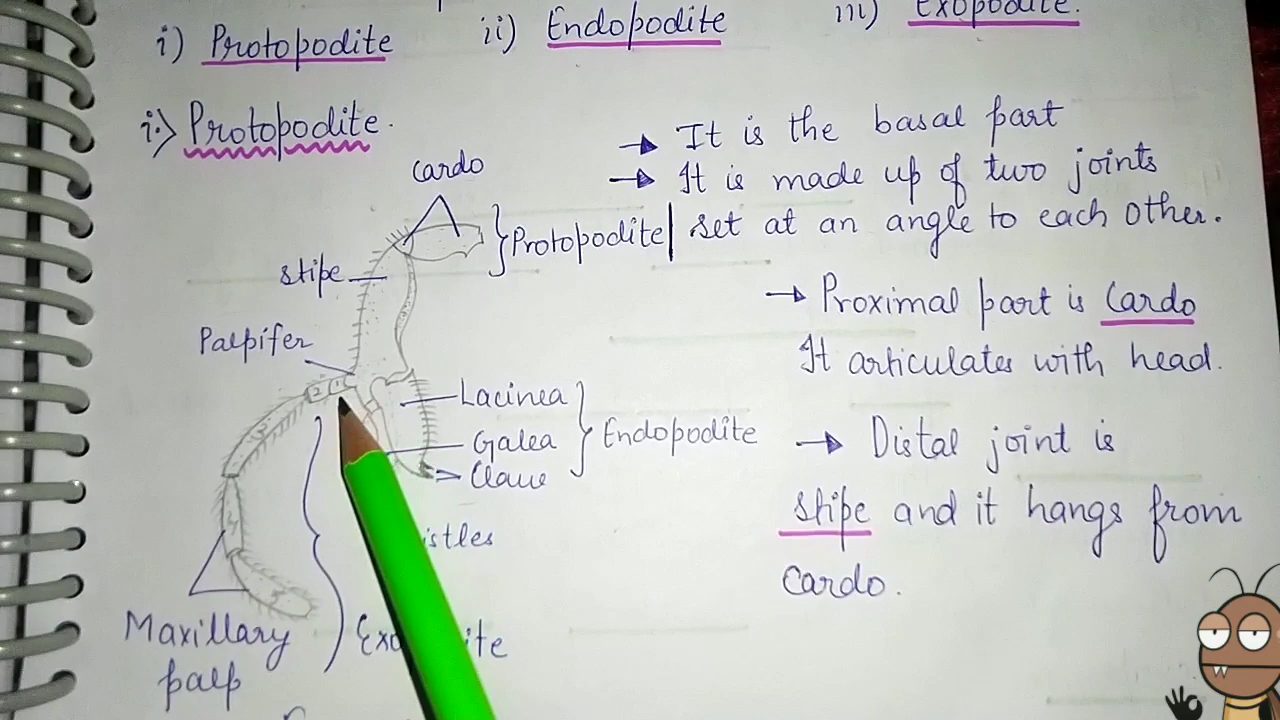 i) Protopodite ii) Endopodite iii) Exopodite.
i.> Protopodite.
→ It is the basal part
→ It is made up of two joints
set at an angle to each other.
Cardo
Protopodite
Stipe
→ Proximal part is Cardo
It articulates with head.
Palpifer
Lacinea
Galea
Endopodite
Claw
→ Distal joint is
Stipe and it hangs from
Cardo.
Maxillary
palp